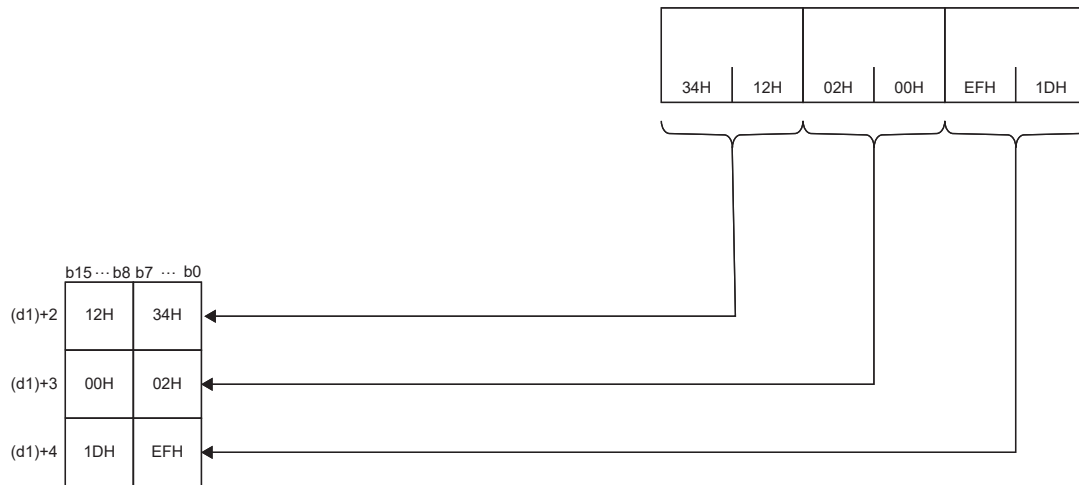 34H 12H 02H 00H EFH 1DH
b15 ··· b8 b7 ··· b0
(d1)+2 12H 34H
(d1)+3 00H 02H
(d1)+4 1DH EFH